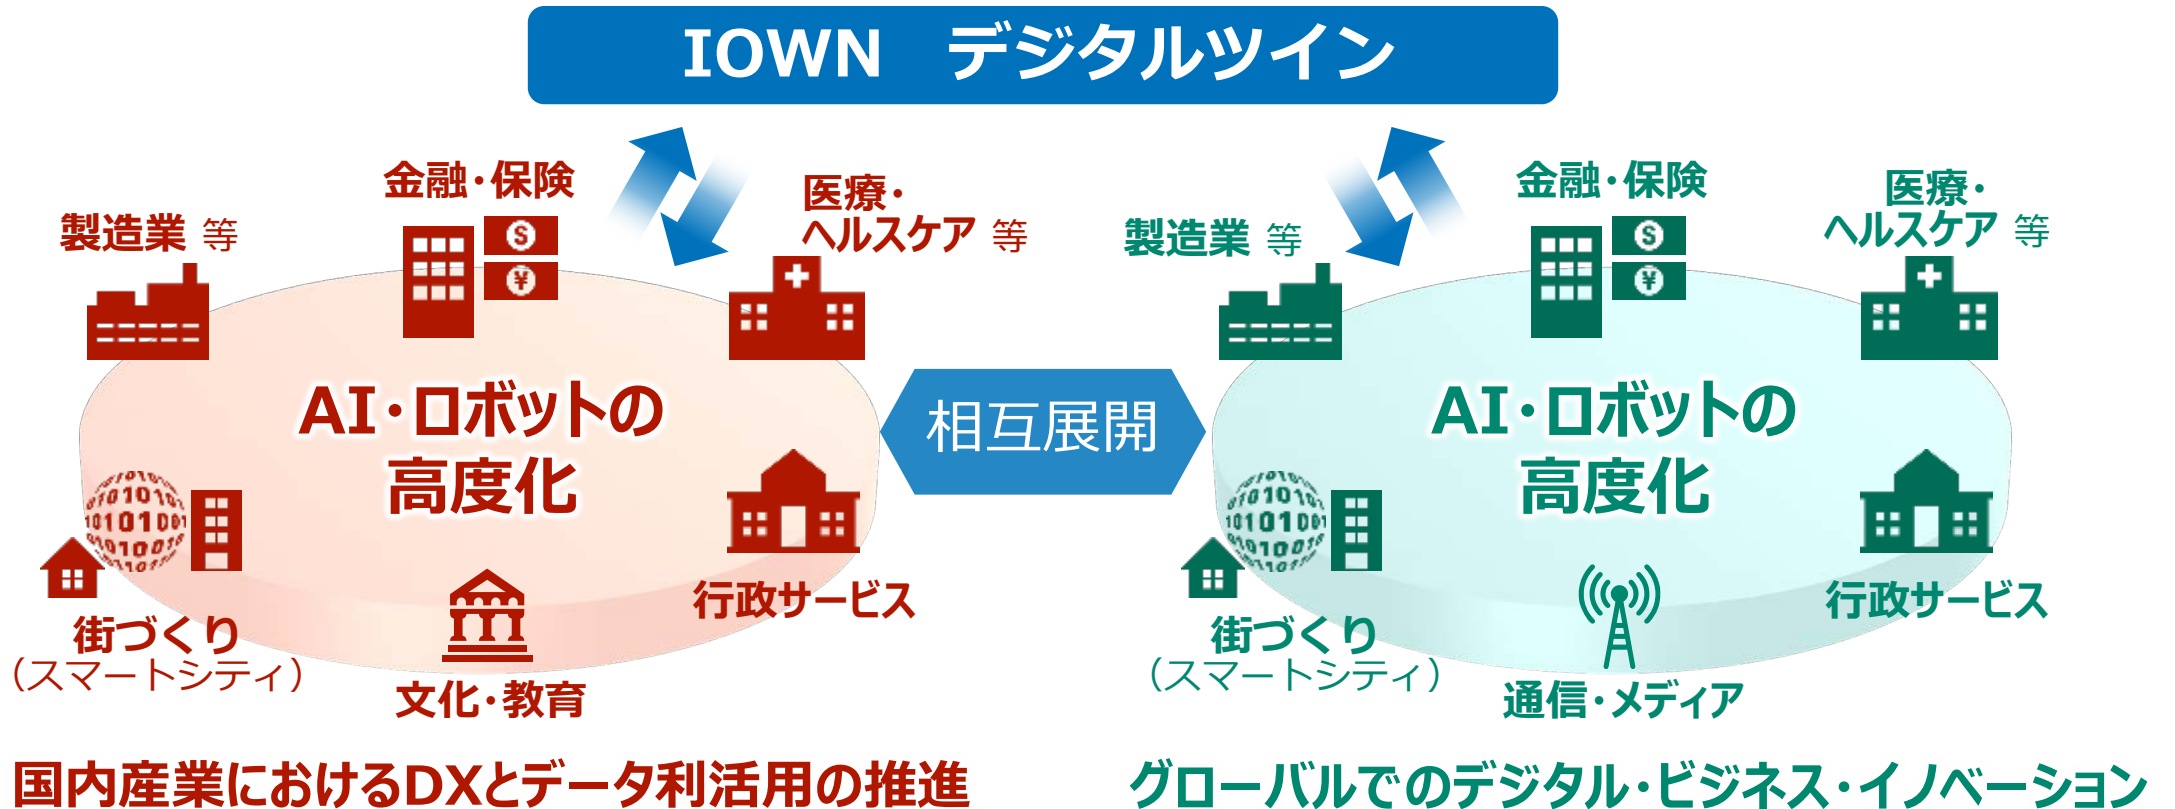 IOWN デジタルツイン
金融・保険
製造業 等
医療・
ヘルスケア 等
AI・ロボットの
高度化
街づくり
（スマートシティ）
文化・教育
行政サービス
国内産業におけるDXとデータ利活用の推進
相互展開
金融・保険
製造業 等
医療・
ヘルスケア 等
AI・ロボットの
高度化
街づくり
（スマートシティ）
通信・メディア
行政サービス
グローバルでのデジタル・ビジネス・イノベーション